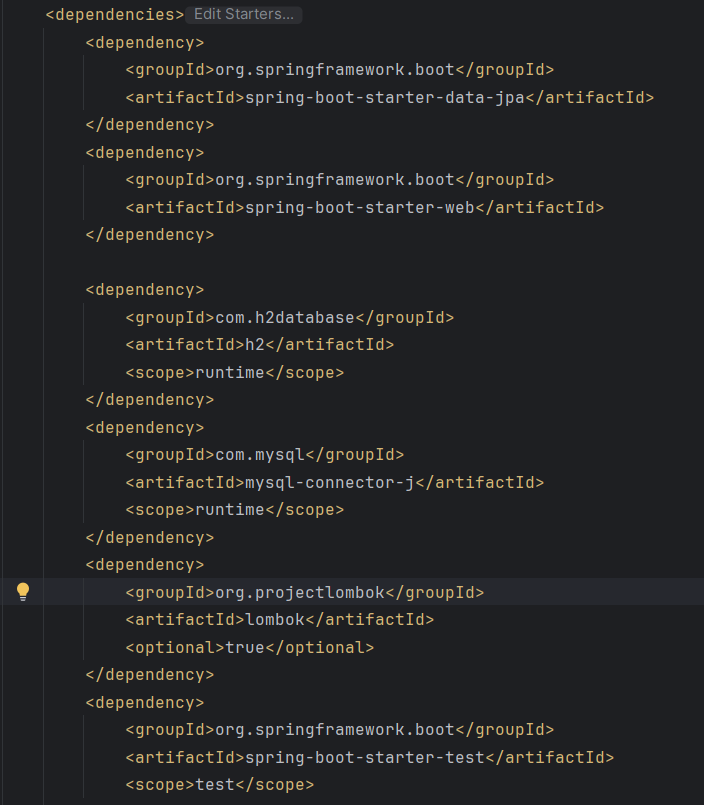 <dependencies> Edit Starters...
<dependency>
<groupId>org.springframework.boot</groupId>
<artifactId>spring-boot-starter-data-jpa</artifactId>
</dependency>
<dependency>
<groupId>org.springframework.boot</groupId>
<artifactId>spring-boot-starter-web</artifactId>
</dependency>
<dependency>
<groupId>com.h2database</groupId>
<artifactId>h2</artifactId>
<scope>runtime</scope>
</dependency>
<dependency>
<groupId>com.mysql</groupId>
<artifactId>mysql-connector-j</artifactId>
<scope>runtime</scope>
</dependency>
<dependency>
<groupId>org.projectlombok</groupId>
<artifactId>lombok</artifactId>
<optional>true</optional>
</dependency>
<dependency>
<groupId>org.springframework.boot</groupId>
<artifactId>spring-boot-starter-test</artifactId>
<scope>test</scope>